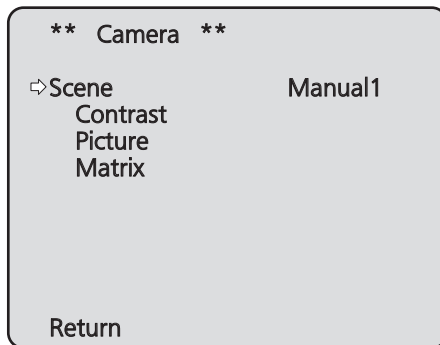 ** Camera **
⇨Scene Manual1
Contrast
Picture
Matrix
Return